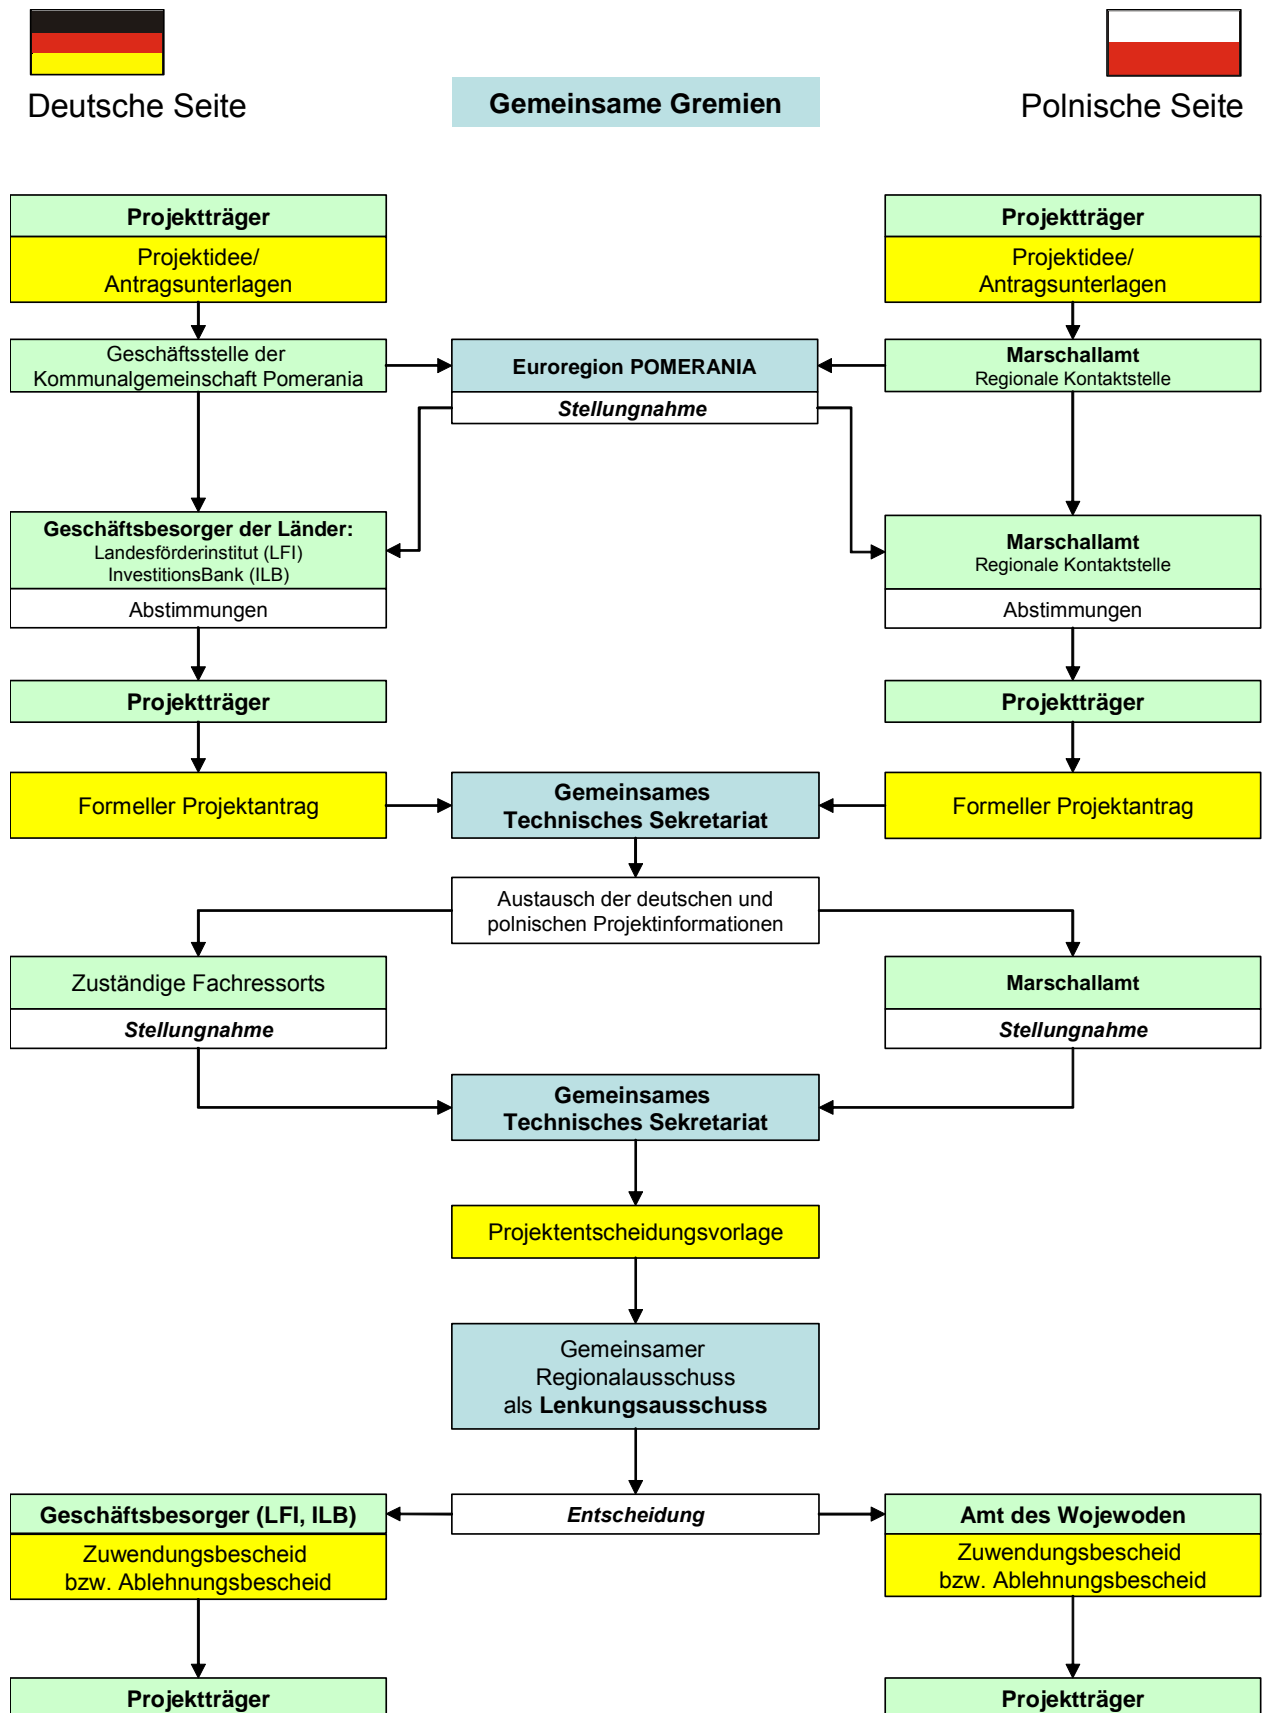 Deutsche Seite
Gemeinsame Gremien
Polnische Seite
Projektträger
Projektidee/
Antragsunterlagen
Projektträger
Projektidee/
Antragsunterlagen
Geschäftsstelle der
Kommunalgemeinschaft Pomerania
Euroregion POMERANIA
Stellungnahme
Marschallamt
Regionale Kontaktstelle
Geschäftsbesorger der Länder:
Landesförderinstitut (LFI)
InvestitionsBank (ILB)
Abstimmungen
Marschallamt
Regionale Kontaktstelle
Abstimmungen
Projektträger
Projektträger
Formeller Projektantrag
Gemeinsames
Technisches Sekretariat
Formeller Projektantrag
Austausch der deutschen und
polnischen Projektinformationen
Zuständige Fachressorts
Stellungnahme
Marschallamt
Stellungnahme
Gemeinsames
Technisches Sekretariat
Projektentscheidungsvorlage
Gemeinsamer
Regionalausschuss
als Lenkungsausschuss
Geschäftsbesorger (LFI, ILB)
Zuwendungsbescheid
bzw. Ablehnungsbescheid
Entscheidung
Amt des Wojewoden
Zuwendungsbescheid
bzw. Ablehnungsbescheid
Projektträger
Projektträger